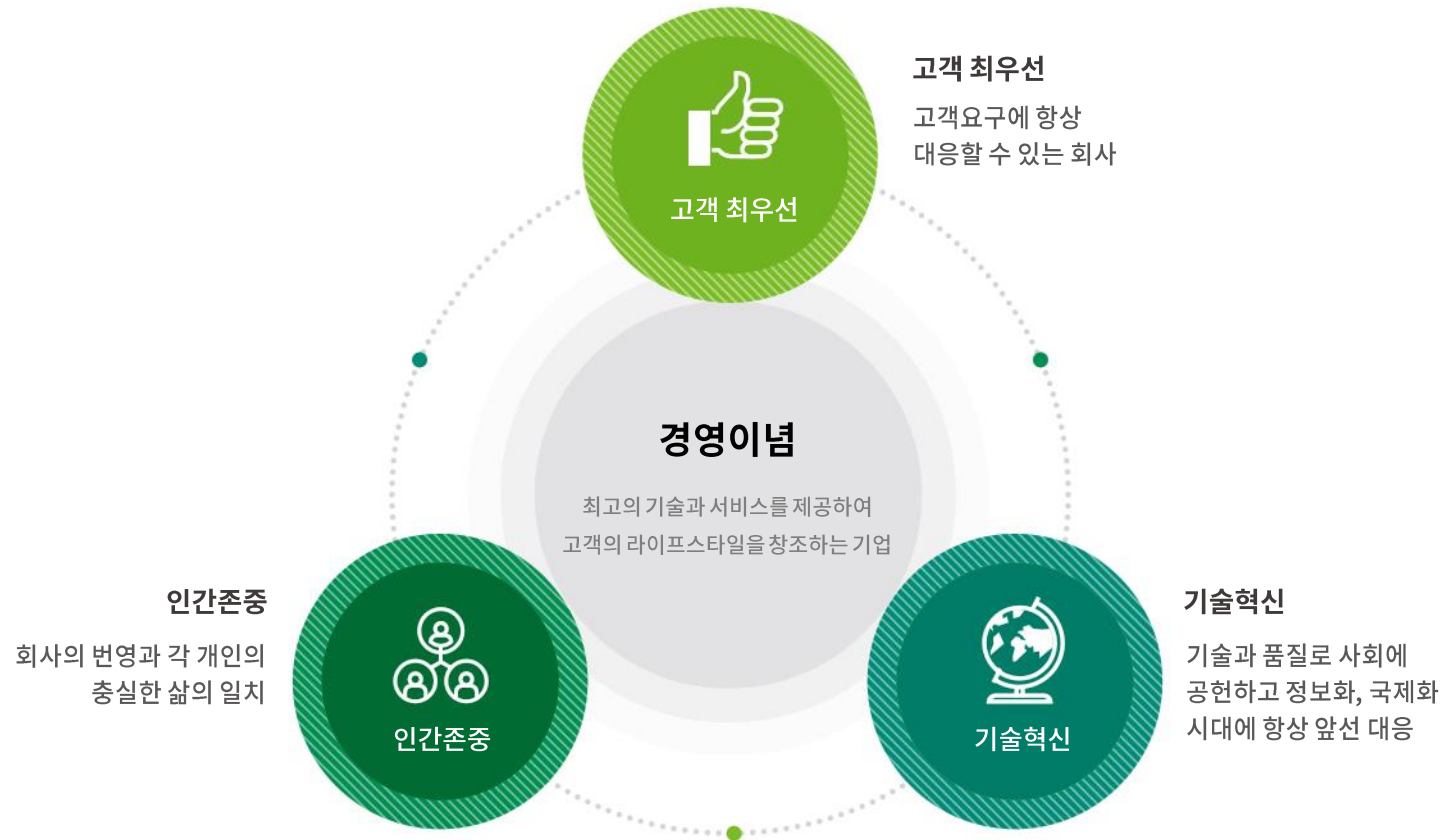 고객 최우선
고객요구에 항상
대응할 수 있는 회사
고객 최우선
경영이념
최고의 기술과 서비스를 제공하여
고객의 라이프스타일을 창조하는 기업
인간존중
회사의 번영과 각 개인의
충실한 삶의 일치
인간존중
기술혁신
기술혁신
기술과 품질로 사회에
공헌하고 정보화, 국제화
시대에 항상 앞선 대응